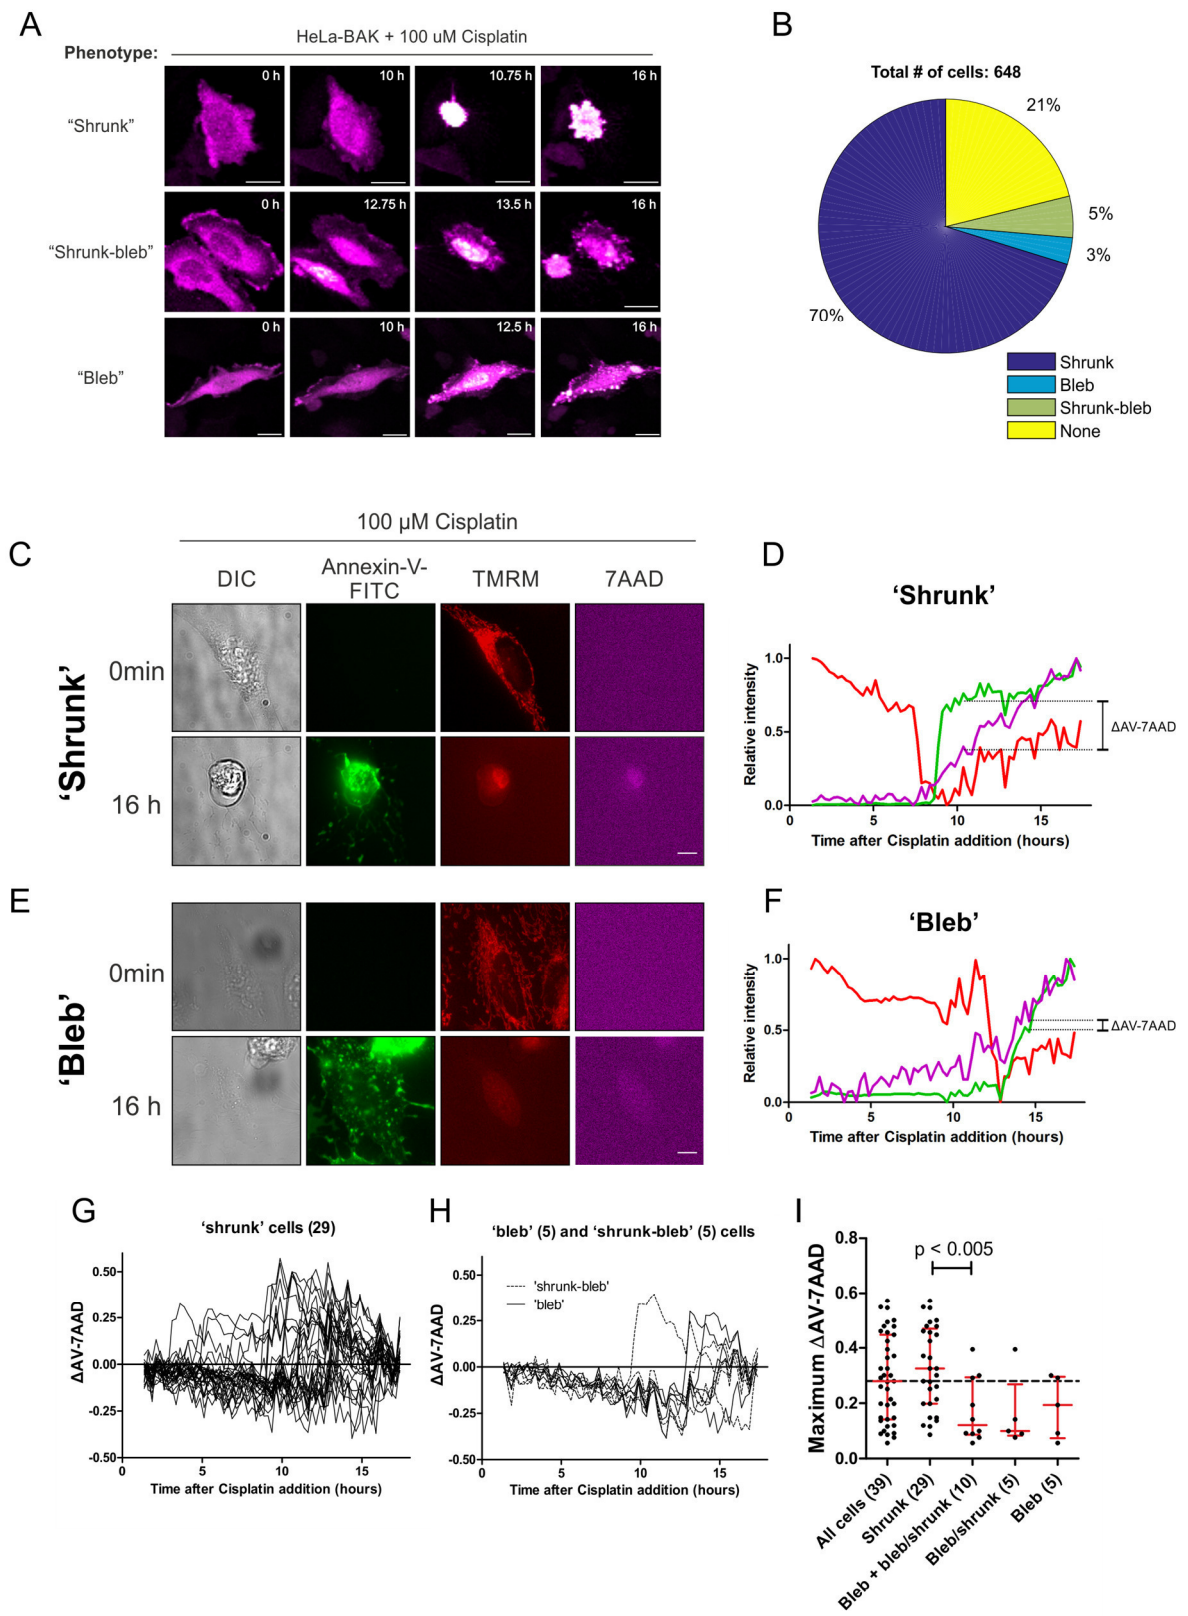 A
HeLa-BAK + 100 uM Cisplatin
Phenotype:
0 h
10 h
10.75 h
16 h
“Shrunk”
0 h
12.75 h
13.5 h
16 h
“Shrunk-bleb”
0 h
10 h
12.5 h
16 h
“Bleb”
B
Total # of cells: 648
21%
5%
3%
70%
Shrunk
Bleb
Shrunk-bleb
None
100 µM Cisplatin
C
DIC
Annexin-V-
FITC
TMRM
7AAD
‘Shrunk’
0min
16 h
D
‘Shrunk’
Relative intensity
1.0
0.5
0.0
0
5
10
15
ΔAV-7AAD
Time after Cisplatin addition (hours)
E
‘Bleb’
0min
16 h
F
‘Bleb’
Relative intensity
1.0
0.5
0.0
0
5
10
15
ΔAV-7AAD
Time after Cisplatin addition (hours)
G
‘shrunk’ cells (29)
ΔAV-7AAD
0.50
0.25
0.00
-0.25
-0.50
0
5
10
15
Time after Cisplatin addition (hours)
H
‘bleb’ (5) and ‘shrunk-bleb’ (5) cells
'shrunk-bleb'
'bleb'
ΔAV-7AAD
0.50
0.25
0.00
-0.25
-0.50
0
5
10
15
Time after Cisplatin addition (hours)
I
p < 0.005
Maximum ΔAV-7AAD
0.8
0.6
0.4
0.2
0.0
All cells (39)
Shrunk (29)
Bleb + bleb/shrunk (10)
Bleb/shrunk (5)
Bleb (5)